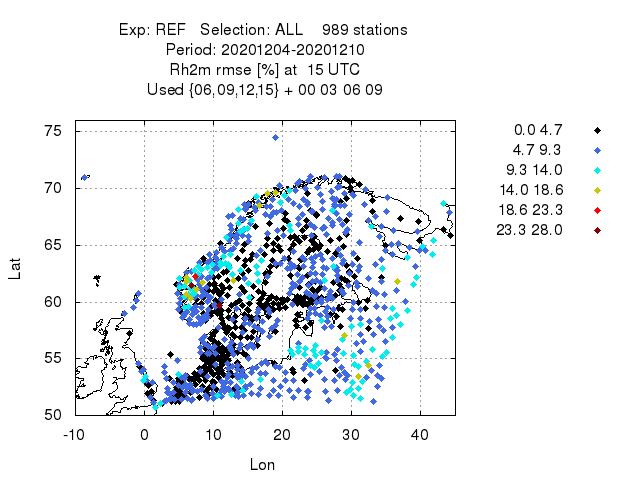 Exp: REF Selection: ALL 989 stations
Period: 20201204-20201210
Rh2m rmse [%] at 15 UTC
Used {06,09,12,15} + 00 03 06 09
0.0 4.7
4.7 9.3
9.3 14.0
14.0 18.6
18.6 23.3
23.3 28.0
75
70
65
60
55
50
Lat
-10 0 10 20 30 40
Lon